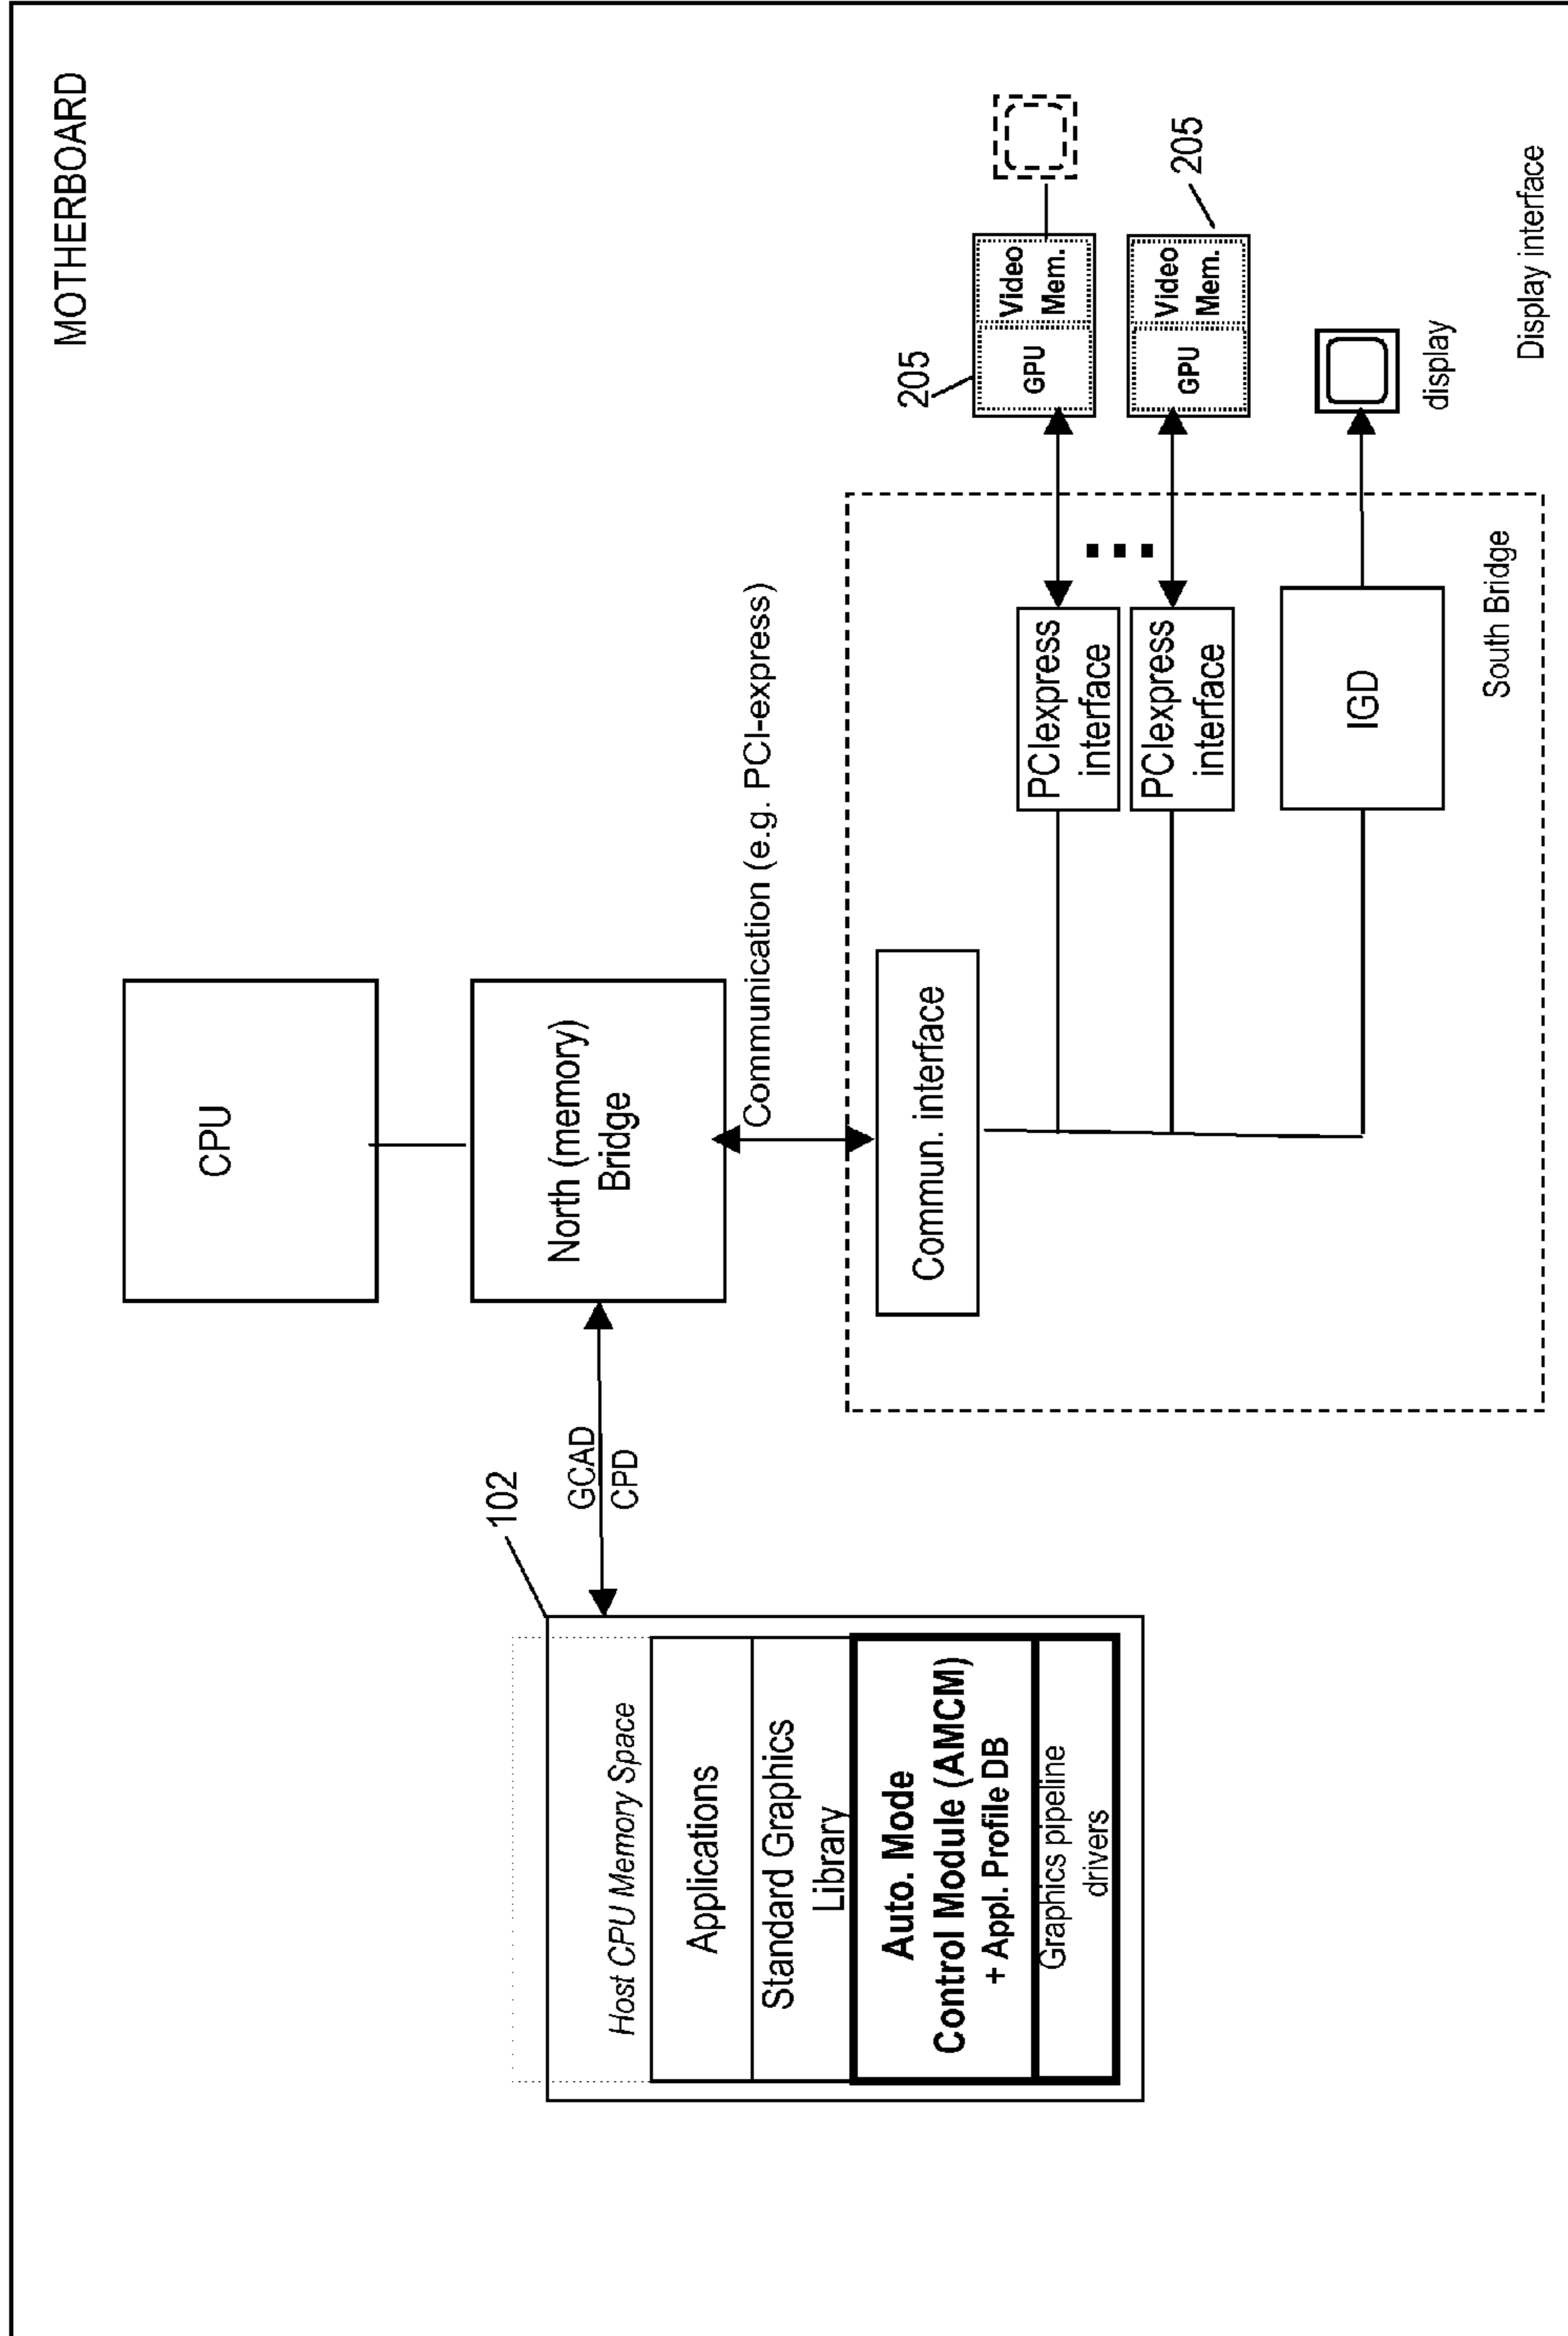 MOTHERBOARD
CPU
North (memory)
Bridge
102
GCAD
CPD
Host CPU Memory Space
Applications
Standard Graphics
Library
Auto. Mode
Control Module (AMCM)
+ Appl. Profile DB
Graphics pipeline
drivers
Communication (e.g. PCI-express)
Commun. interface
PCIexpress
interface
PCIexpress
interface
IGD
South Bridge
205
GPU
Video
Mem.
205
GPU
Video
Mem.
display
Display interface